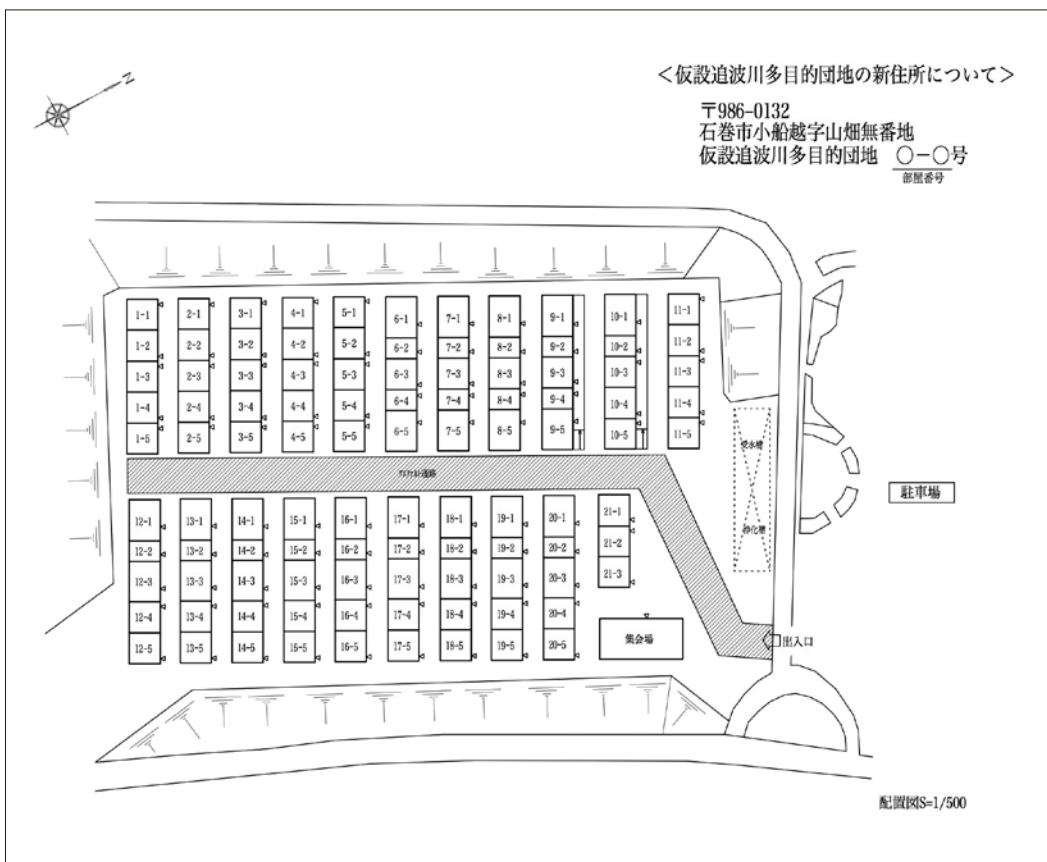 N
＜仮設追波川多目的団地の新住所について＞
〒986-0132
石巻市小船越字山畑無番地
仮設追波川多目的団地　○－○号
部屋番号
1-1 2-1 3-1 4-1 5-1 6-1 7-1 8-1 9-1 10-1 11-1
1-2 2-2 3-2 4-2 5-2 6-2 7-2 8-2 9-2 10-2 11-2
1-3 2-3 3-3 4-3 5-3 6-3 7-3 8-3 9-3 10-3 11-3
1-4 2-4 3-4 4-4 5-4 6-4 7-4 8-4 9-4 10-4 11-4
1-5 2-5 3-5 4-5 5-5 6-5 7-5 8-5 9-5 10-5 11-5
受水槽
アスファルト道路
駐車場
浄化槽
12-1 13-1 14-1 15-1 16-1 17-1 18-1 19-1 20-1 21-1
12-2 13-2 14-2 15-2 16-2 17-2 18-2 19-2 20-2 21-2
12-3 13-3 14-3 15-3 16-3 17-3 18-3 19-3 20-3 21-3
12-4 13-4 14-4 15-4 16-4 17-4 18-4 19-4 20-4
12-5 13-5 14-5 15-5 16-5 17-5 18-5 19-5 20-5
集会場
出入口
配置図S=1/500